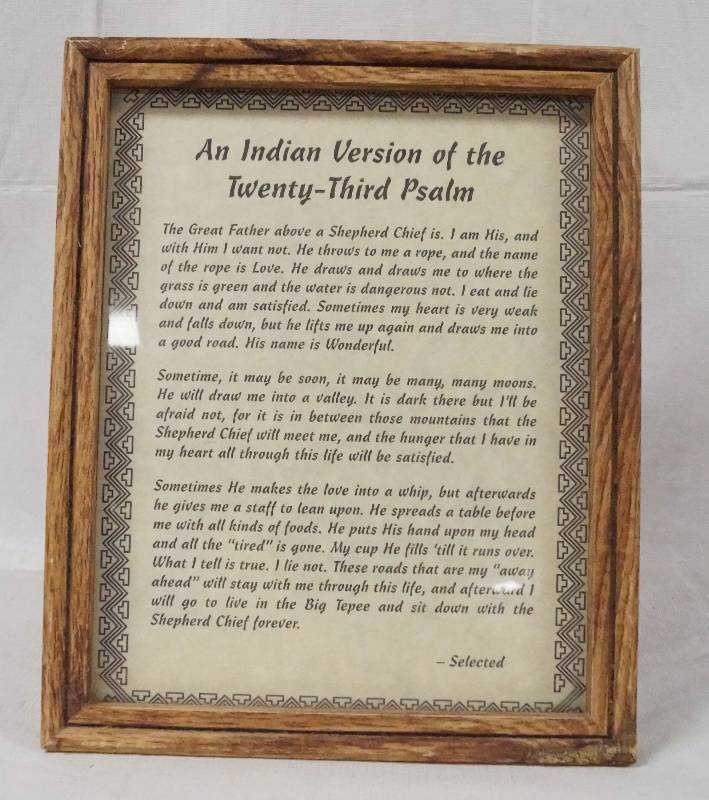 An Indian Version of the
Twenty-Third Psalm
The Great Father above a Shepherd Chief is. I am His, and
with Him I want not. He throws to me a rope, and the name
of the rope is Love. He draws and draws me to where the
grass is green and the water is dangerous not. I eat and lie
down and am satisfied. Sometimes my heart is very weak
and falls down, but he lifts me up again and draws me into
a good road. His name is Wonderful.
Sometime, it may be soon, it may be many, many moons.
He will draw me into a valley. It is dark there but I'll be
afraid not, for it is in between those mountains that the
Shepherd Chief will meet me, and the hunger that I have in
my heart all through this life will be satisfied.
Sometimes He makes the love into a whip, but afterwards
he gives me a staff to lean upon. He spreads a table before
me with all kinds of foods. He puts His hand upon my head
and all the "tired" is gone. My cup He fills 'till it runs over.
What I tell is true. I lie not. These roads that are my "away
ahead" will stay with me through this life, and afterward I
will go to live in the Big Tepee and sit down with the
Shepherd Chief forever.
– Selected